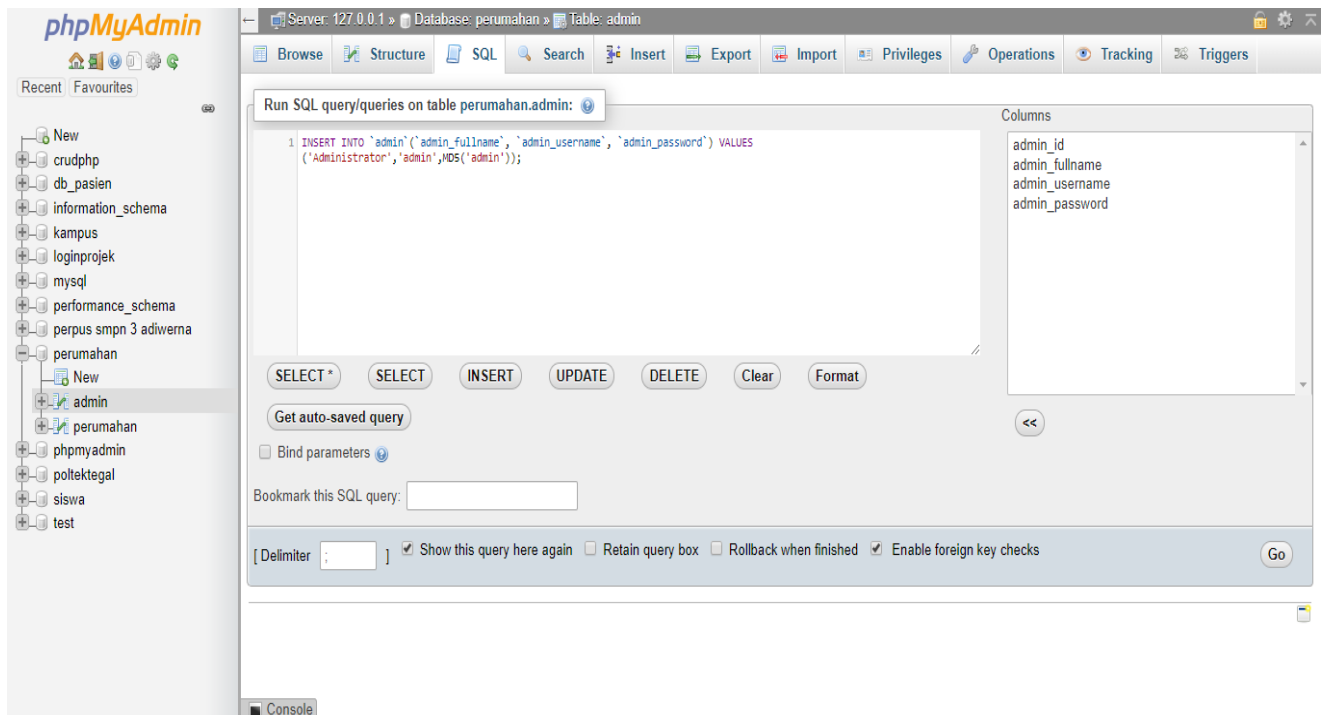 phpMyAdmin
Recent Favourites
New
crudphp
db_pasien
information_schema
kampus
loginprojek
mysql
performance_schema
perpus smpn 3 adiwerna
perumahan
New
admin
perumahan
phpmyadmin
poltektegal
siswa
test
Server: 127.0.0.1 » Database: perumahan » Table: admin
Browse Structure SQL Search Insert Export Import Privileges Operations Tracking Triggers
Run SQL query/queries on table perumahan.admin:
1 INSERT INTO `admin`(`admin_fullname`, `admin_username`, `admin_password`) VALUES
('Administrator','admin',MD5('admin'));
Columns
admin_id
admin_fullname
admin_username
admin_password
SELECT * SELECT INSERT UPDATE DELETE Clear Format
Get auto-saved query
<<
Bind parameters
Bookmark this SQL query:
[ Delimiter ; ] Show this query here again Retain query box Rollback when finished Enable foreign key checks Go
Console